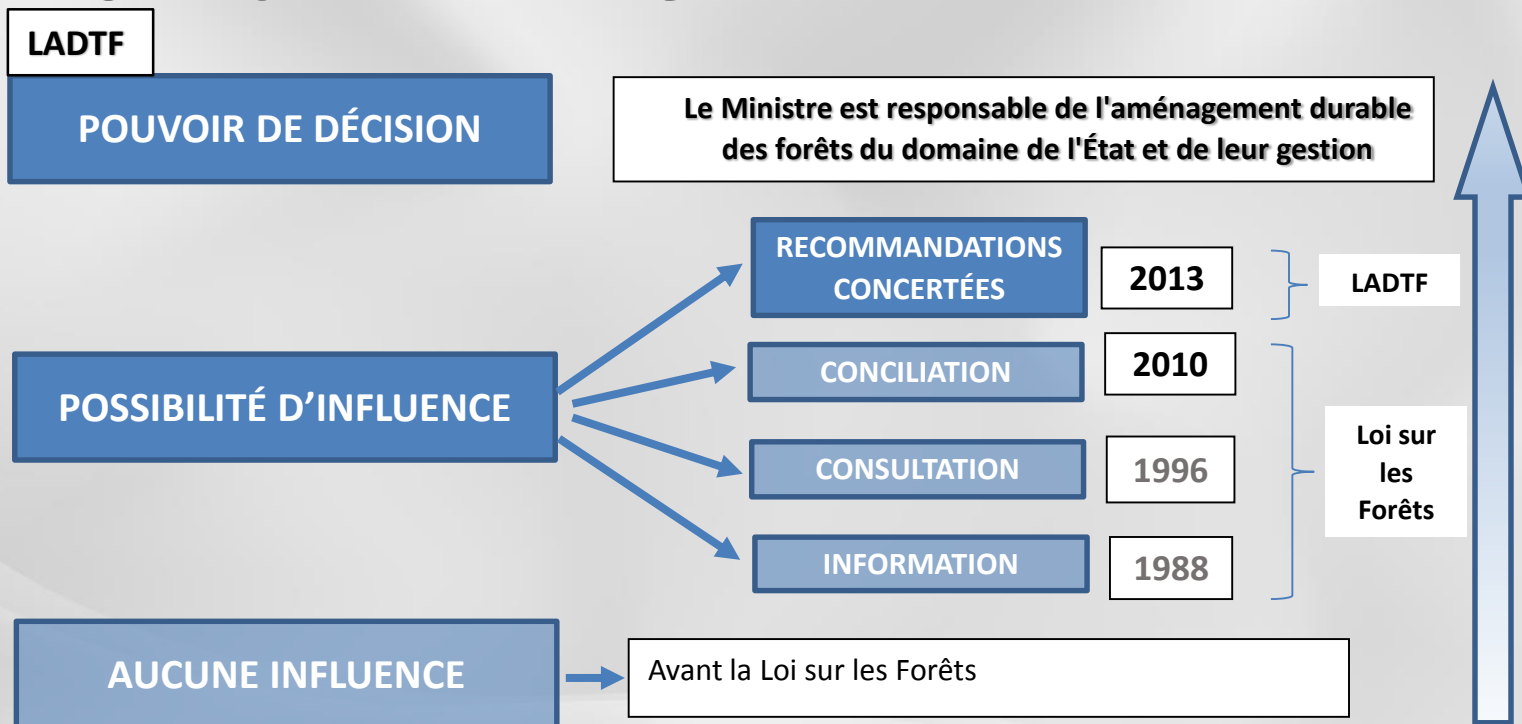 LADTF
POUVOIR DE DÉCISION
Le Ministre est responsable de l'aménagement durable
des forêts du domaine de l'État et de leur gestion
POSSIBILITÉ D’INFLUENCE
RECOMMANDATIONS
CONCERTÉES
2013
LADTF
CONCILIATION
2010
CONSULTATION
1996
INFORMATION
1988
Loi sur
les
Forêts
AUCUNE INFLUENCE
Avant la Loi sur les Forêts